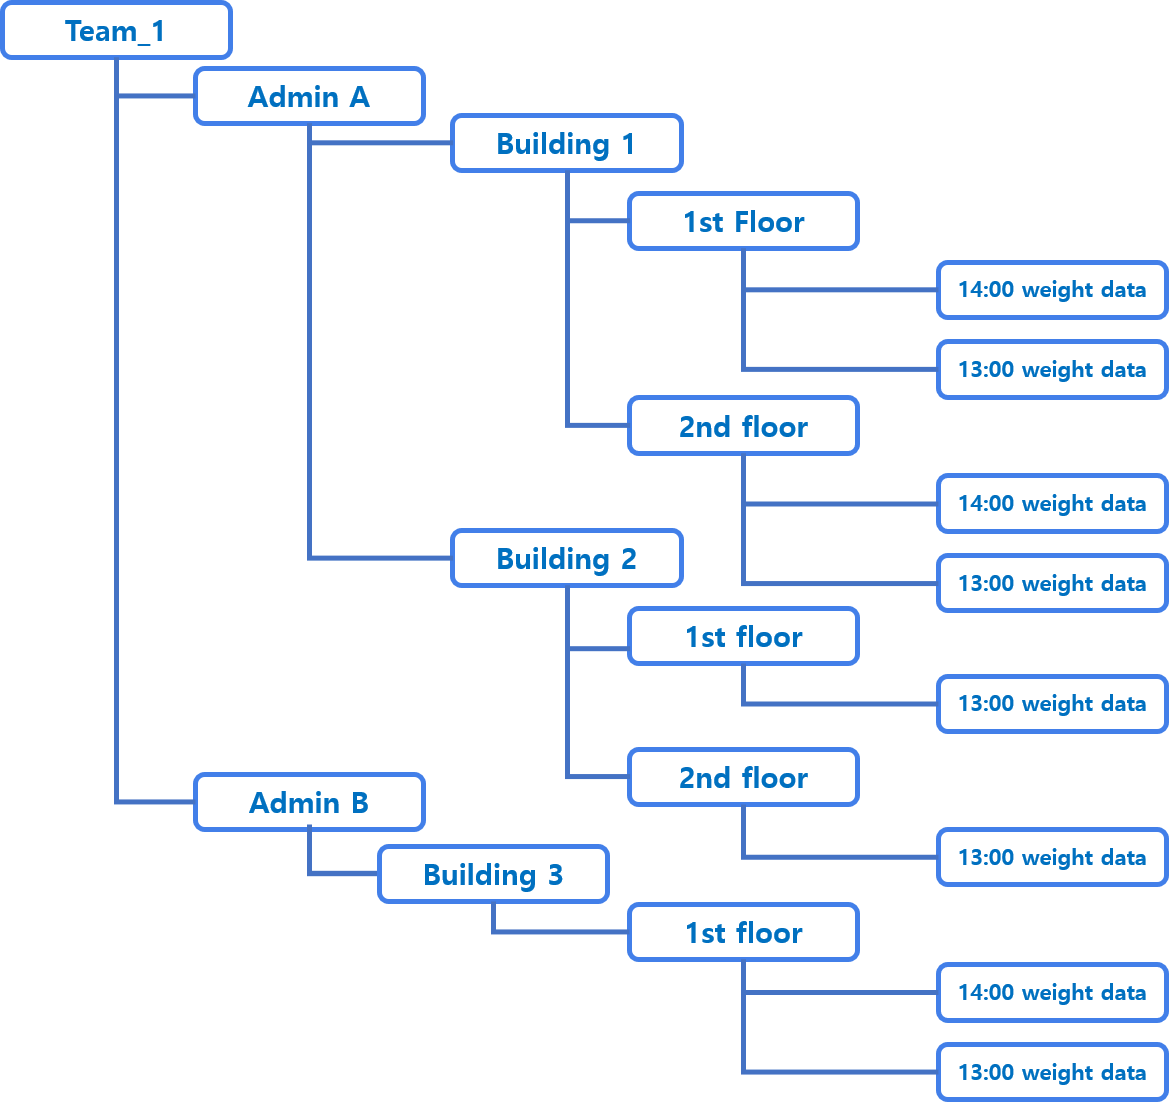 Team_1
Admin A
Building 1
1st Floor
14:00 weight data
13:00 weight data
2nd floor
14:00 weight data
13:00 weight data
Building 2
1st floor
13:00 weight data
2nd floor
13:00 weight data
Admin B
Building 3
1st floor
14:00 weight data
13:00 weight data